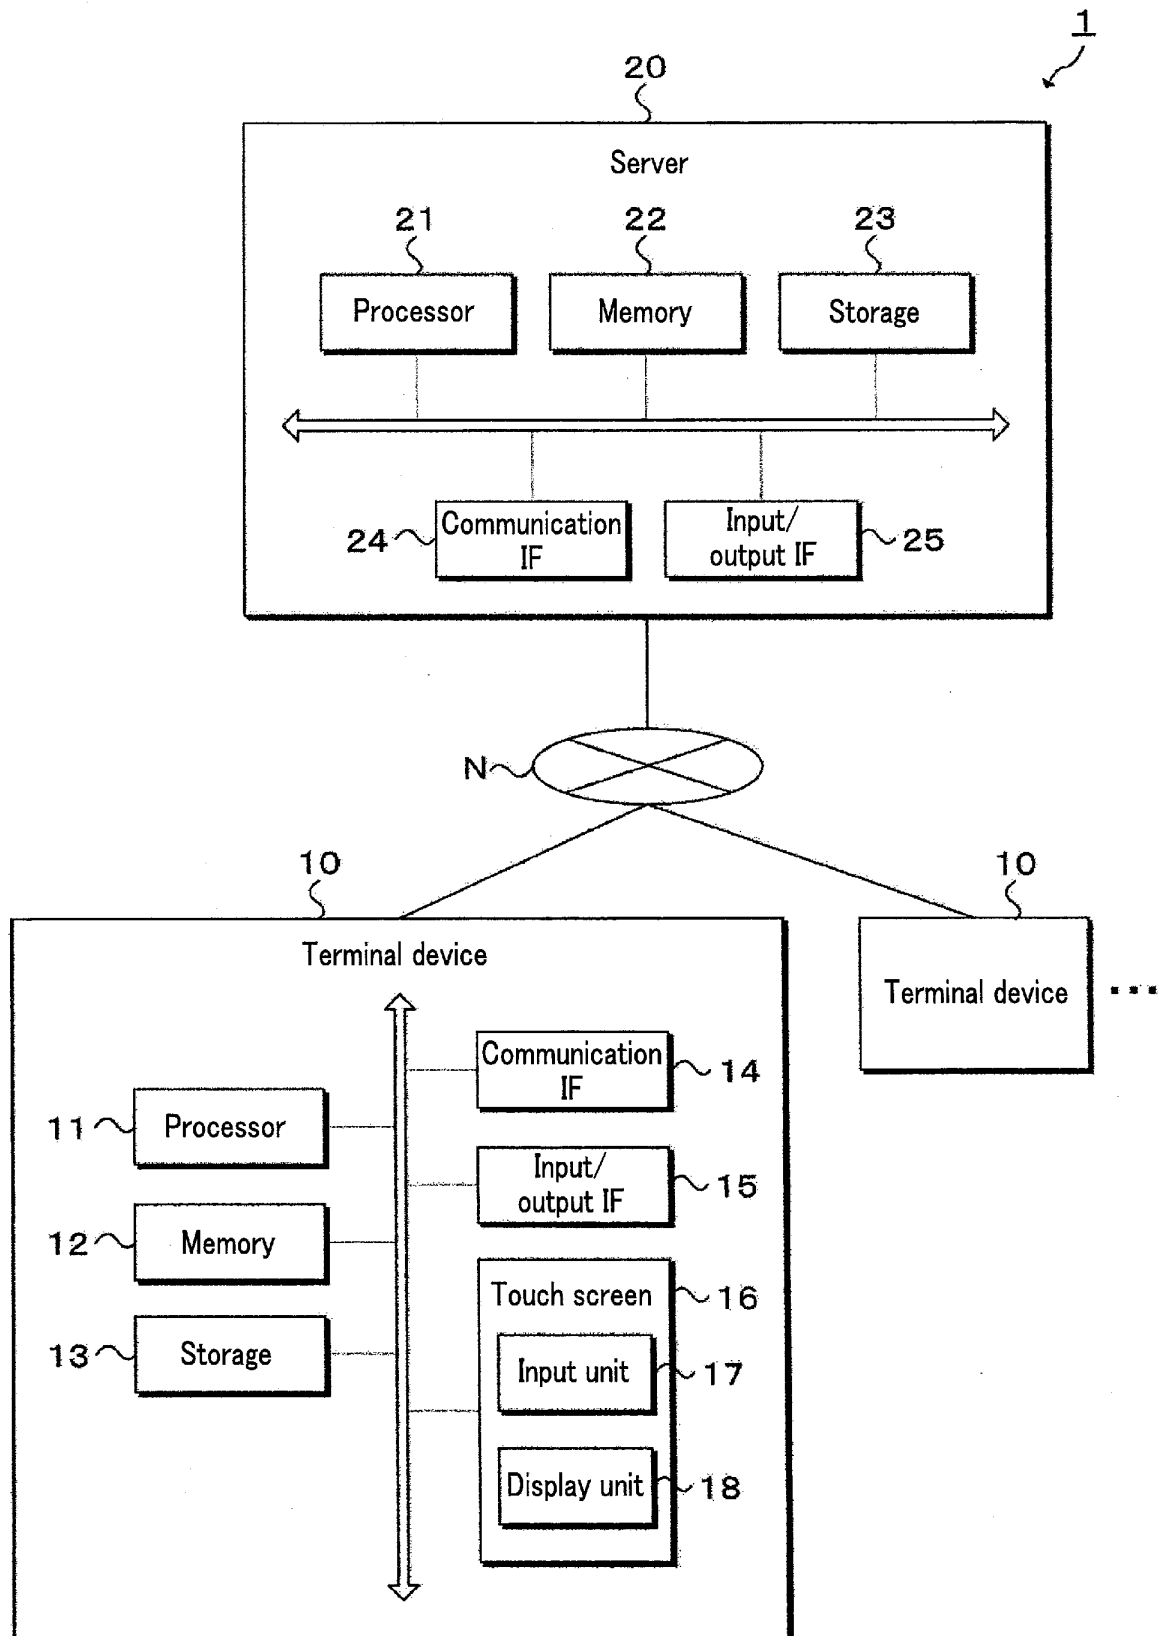 1
20
Server
21
22
23
Processor
Memory
Storage
24
Communication
IF
Input/
output IF
25
N
10
10
Terminal device
Terminal device
...
Communication
IF
14
11
Processor
Input/
output IF
15
12
Memory
Touch screen
16
13
Storage
Input unit
17
Display unit
18